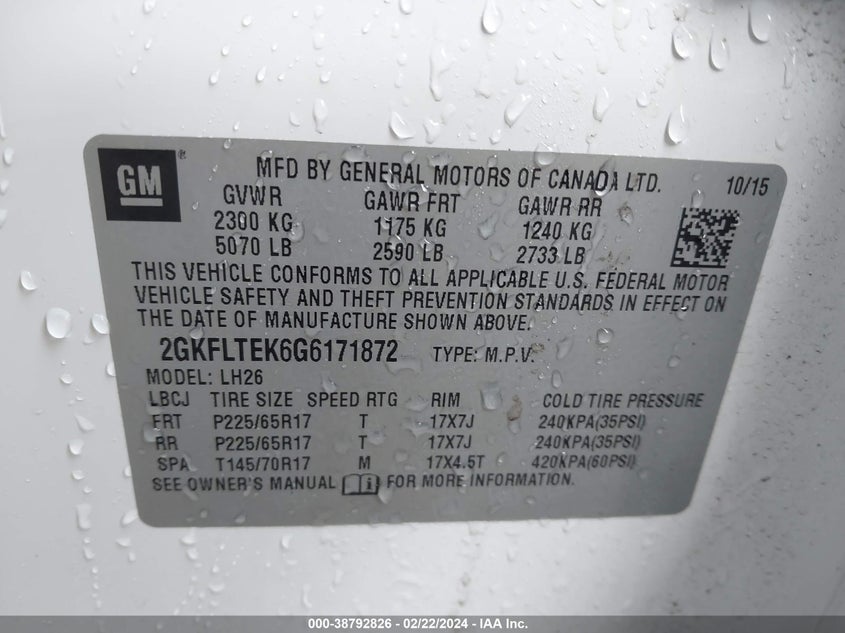 GM®
MFD BY GENERAL MOTORS OF CANADA LTD. 10/15
GVWR GAWR FRT GAWR RR
2300 KG 1175 KG 1240 KG
5070 LB 2590 LB 2733 LB
THIS VEHICLE CONFORMS TO ALL APPLICABLE U.S. FEDERAL MOTOR
VEHICLE SAFETY AND THEFT PREVENTION STANDARDS IN EFFECT ON
THE DATE OF MANUFACTURE SHOWN ABOVE.
2GKFLTEK6G6171872 TYPE: M.P.V.
MODEL: LH26
LBCJ TIRE SIZE SPEED RTG RIM COLD TIRE PRESSURE
FRT P225/65R17 T 17X7J 240KPA(35PSI)
RR P225/65R17 T 17X7J 240KPA(35PSI)
SPA T145/70R17 M 17X4.5T 420KPA(60PSI)
SEE OWNER'S MANUAL i FOR MORE INFORMATION.
000-38792826 - 02/22/2024 - IAA Inc.